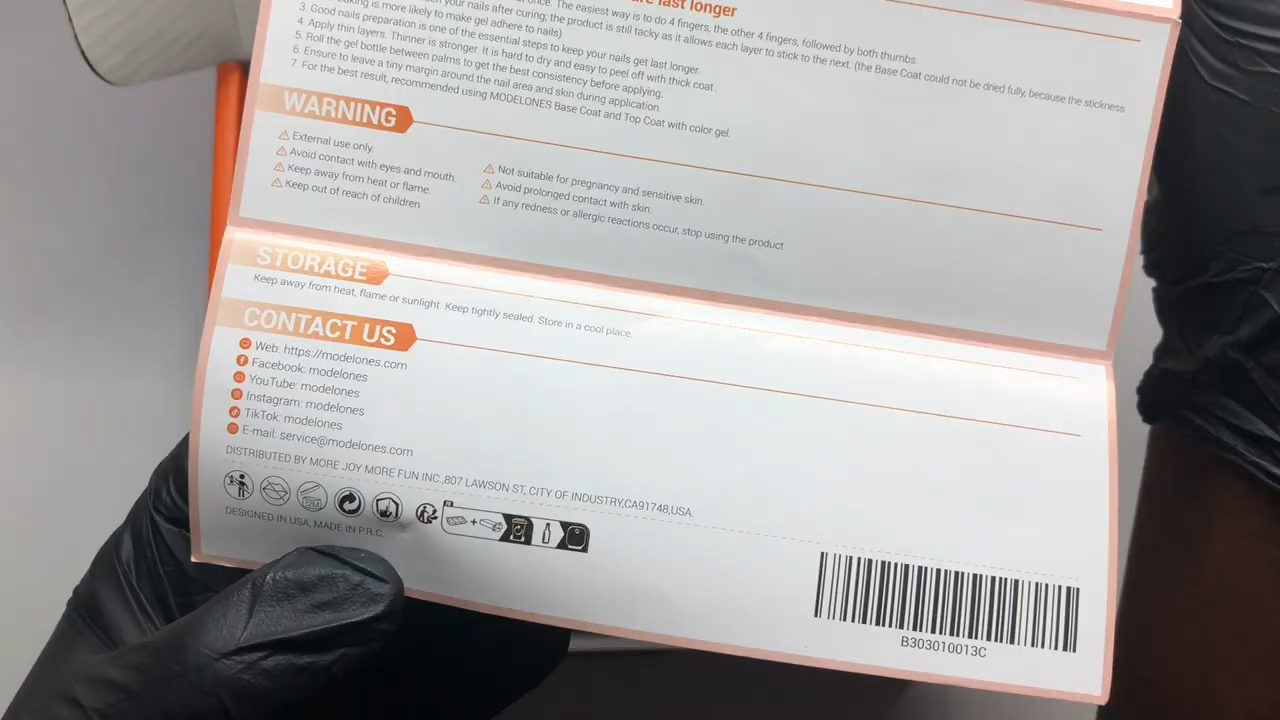 are last longer
once. The easiest way is to do 4 fingers, the other 4 fingers, followed by both thumbs.
your nails after curing; the product is still tacky as it allows each layer to stick to the next. (the Base Coat could not be dried fully, because the stickness
is more likely to make gel adhere to nails)
3. Good nails preparation is one of the essential steps to keep your nails get last longer.
4. Apply thin layers. Thinner is stronger. It is hard to dry and easy to peel off with thick coat.
5. Roll the gel bottle between palms to get the best consistency before applying.
6. Ensure to leave a tiny margin around the nail area and skin during application.
7. For the best result, recommended using MODELONES Base Coat and Top Coat with color gel.
WARNING
External use only.
Avoid contact with eyes and mouth.
Keep away from heat or flame.
Keep out of reach of children.
Not suitable for pregnancy and sensitive skin.
Avoid prolonged contact with skin.
If any redness or allergic reactions occur, stop using the product.
STORAGE
Keep away from heat, flame or sunlight. Keep tightly sealed. Store in a cool place.
CONTACT US
Web: https://modelones.com
Facebook: modelones
YouTube: modelones
Instagram: modelones
TikTok: modelones
E-mail: service@modelones.com
DISTRIBUTED BY MORE JOY MORE FUN INC.,807 LAWSON ST, CITY OF INDUSTRY,CA91748,USA.
12M
DESIGNED IN USA, MADE IN P.R.C.
B303010013C